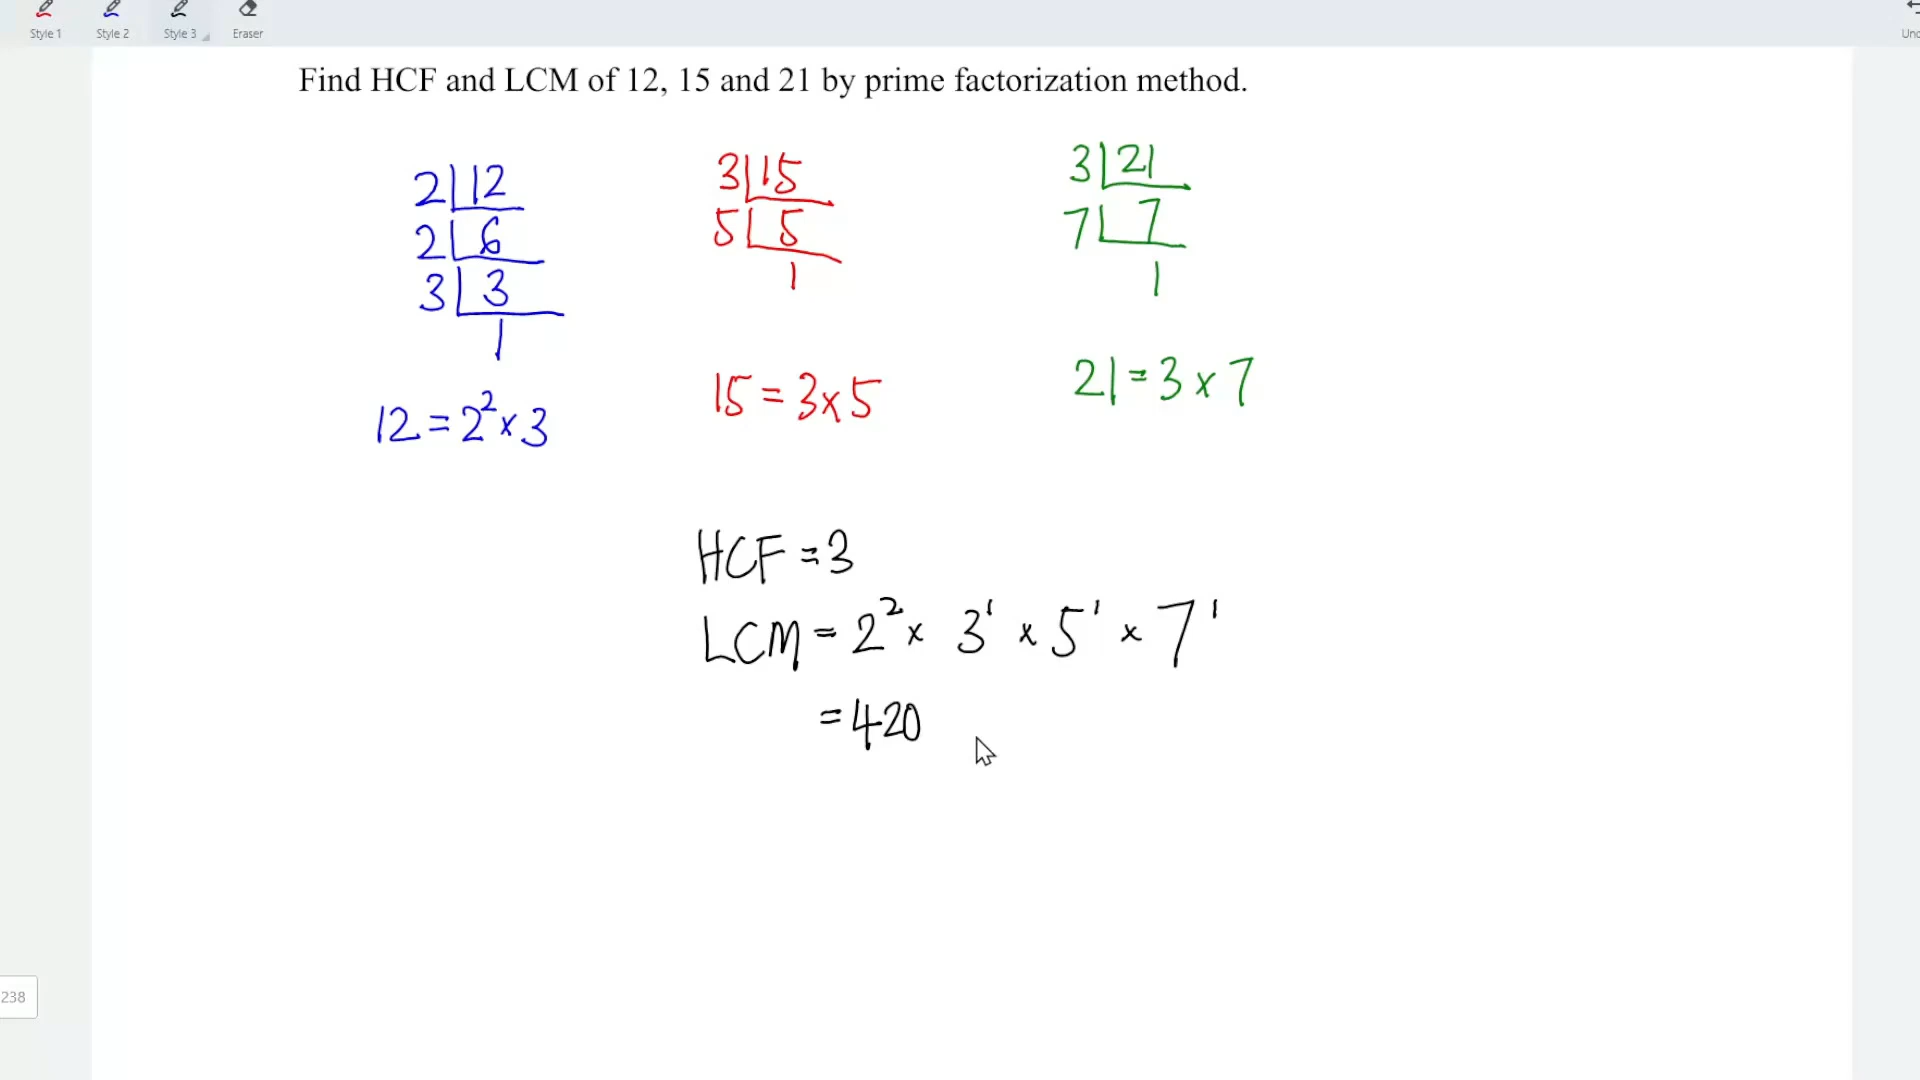 Style 1 Style 2 Style 3 Eraser
Find HCF and LCM of 12, 15 and 21 by prime factorization method.
2 12
2 6
3 3
1
12 = 2² × 3
3 15
5 5
1
15 = 3 × 5
3 21
7 7
1
21 = 3 × 7
HCF = 3
LCM = 2² × 3¹ × 5¹ × 7¹
= 420
238